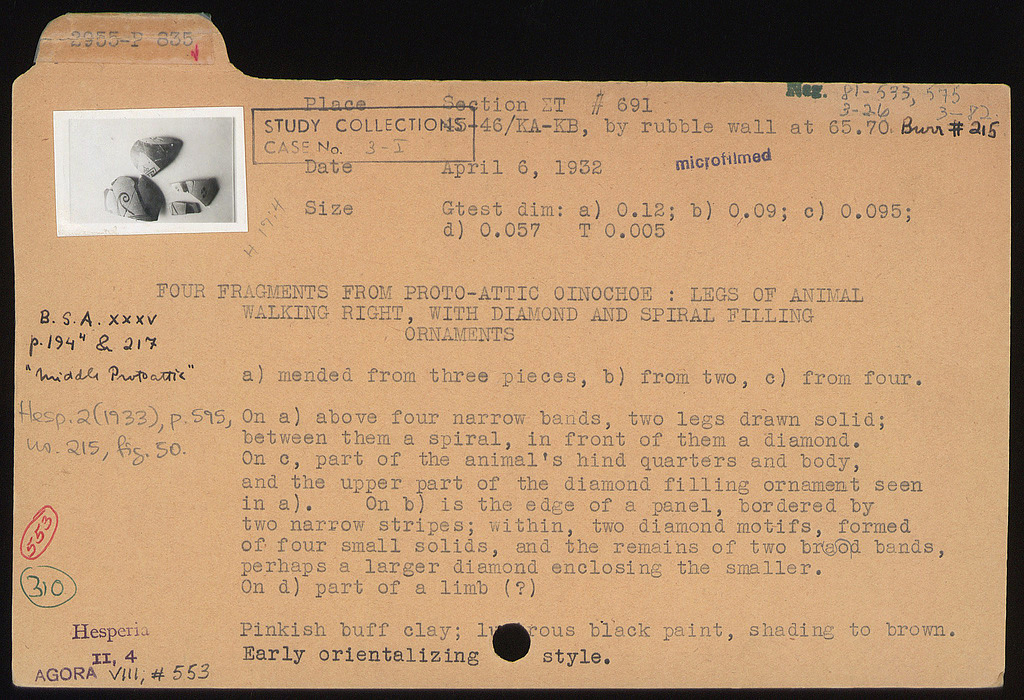 2955-P 835
Neg. 81-533, 575
3-26 3-82
Place Section ΣT # 691
STUDY COLLECTIONS
CASE No. 3-I
45-46/KA-KB, by rubble wall at 65.70 Burr # 215
Date April 6, 1932
microfilmed
Size Gtest dim: a) 0.12; b) 0.09; c) 0.095;
d) 0.057 T 0.005
FOUR FRAGMENTS FROM PROTO-ATTIC OINOCHOE : LEGS OF ANIMAL
WALKING RIGHT, WITH DIAMOND AND SPIRAL FILLING
ORNAMENTS
B.S.A. XXXV
p.194" & 217
"Middle Protoattic"
a) mended from three pieces, b) from two, c) from four.
Hesp. 2(1933), p.595,
no. 215, fig. 50.
On a) above four narrow bands, two legs drawn solid;
between them a spiral, in front of them a diamond.
On c, part of the animal's hind quarters and body,
and the upper part of the diamond filling ornament seen
in a). On b) is the edge of a panel, bordered by
two narrow stripes; within, two diamond motifs, formed
of four small solids, and the remains of two braod bands,
perhaps a larger diamond enclosing the smaller.
On d) part of a limb (?)
553
310
Pinkish buff clay; lu rous black paint, shading to brown.
Early orientalizing style.
Hesperia
II, 4
AGORA VIII, # 553